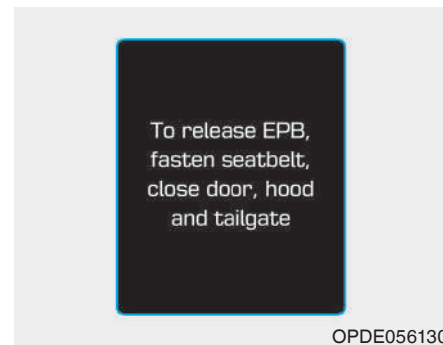 To release EPB,
fasten seatbelt,
close door, hood
and tailgate
OPDE056130